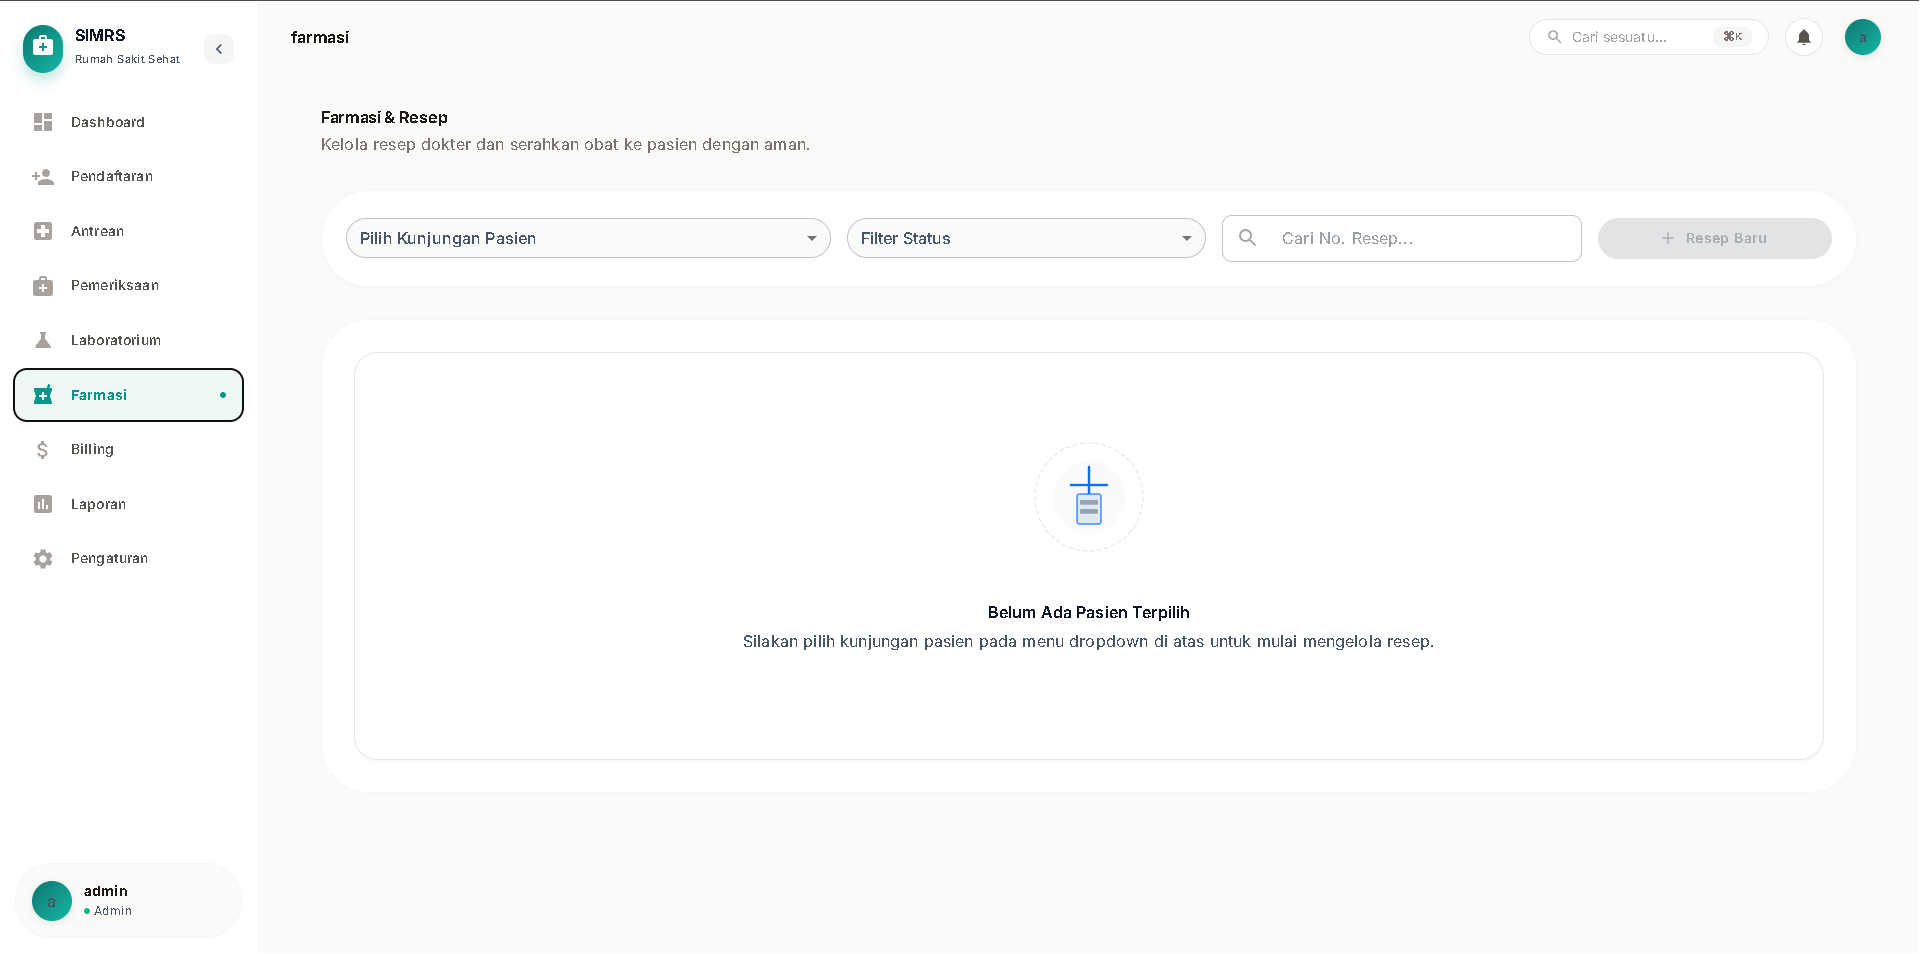 SIMRS
Rumah Sakit Sehat
Dashboard
Pendaftaran
Antrean
Pemeriksaan
Laboratorium
Farmasi
Billing
Laporan
Pengaturan
a
admin
Admin
farmasi
Cari sesuatu...
⌘K
a
Farmasi & Resep
Kelola resep dokter dan serahkan obat ke pasien dengan aman.
Pilih Kunjungan Pasien
Filter Status
Cari No. Resep...
+ Resep Baru
Belum Ada Pasien Terpilih
Silakan pilih kunjungan pasien pada menu dropdown di atas untuk mulai mengelola resep.